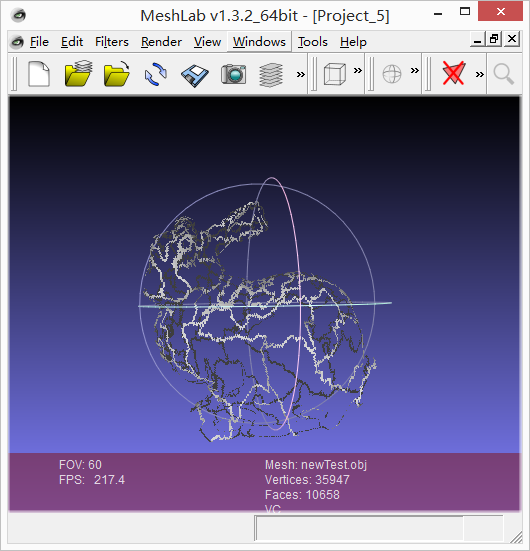 MeshLab v1.3.2_64bit - [Project_5]
File Edit Filters Render View Windows Tools Help
FOV: 60
FPS: 217.4
Mesh: newTest.obj
Vertices: 35947
Faces: 10658
VC